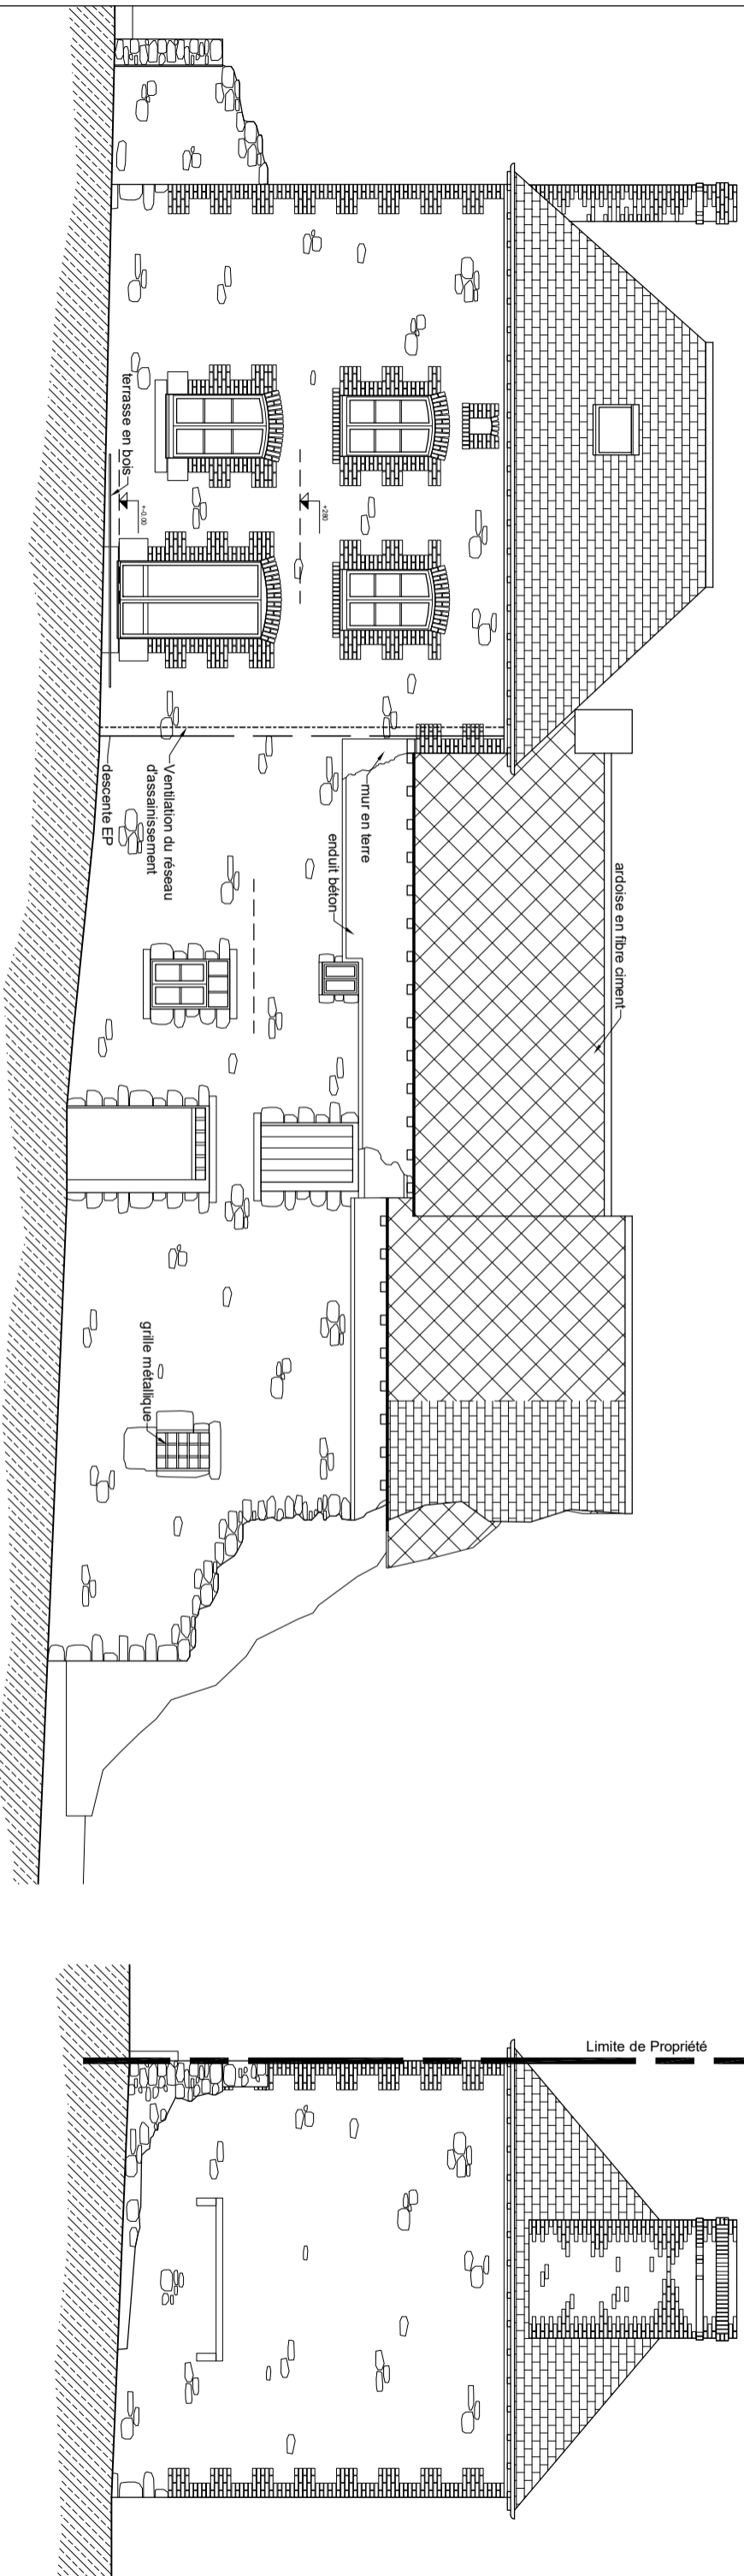 Limite de Propriété
ardoise en fibre ciment
mur en terre
enduit béton
+280
Ventilation du réseau
d'assainissement
grille métallique
+-0.00
terrasse en bois
descente EP